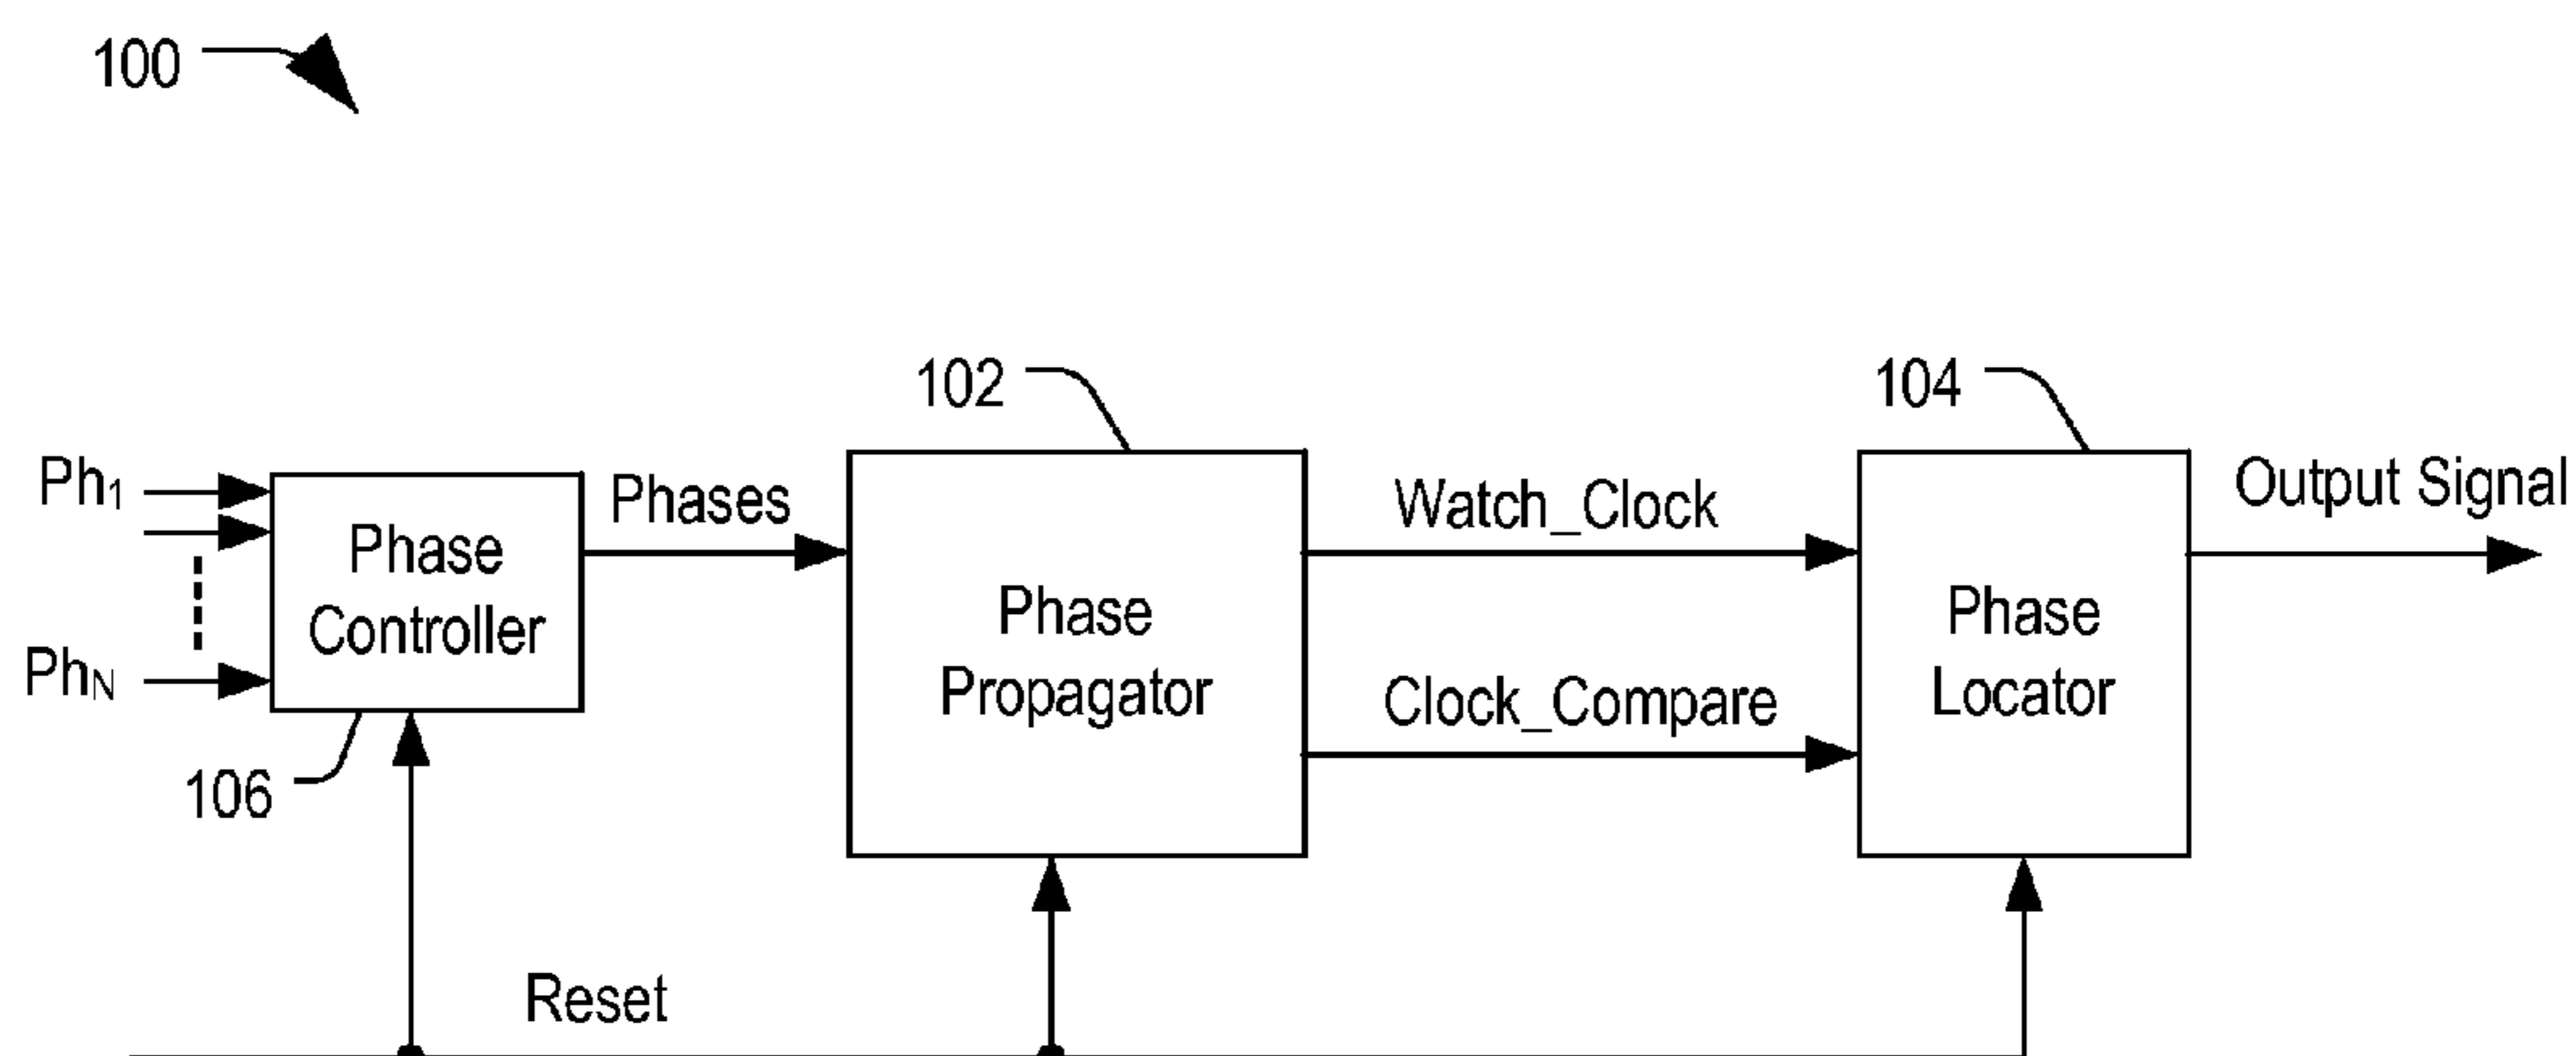 100
102
104
Ph1
Phases
Watch_Clock
Output Signal
Phase
Controller
Phase
Propagator
Phase
Locator
PhN
Clock_Compare
106
Reset